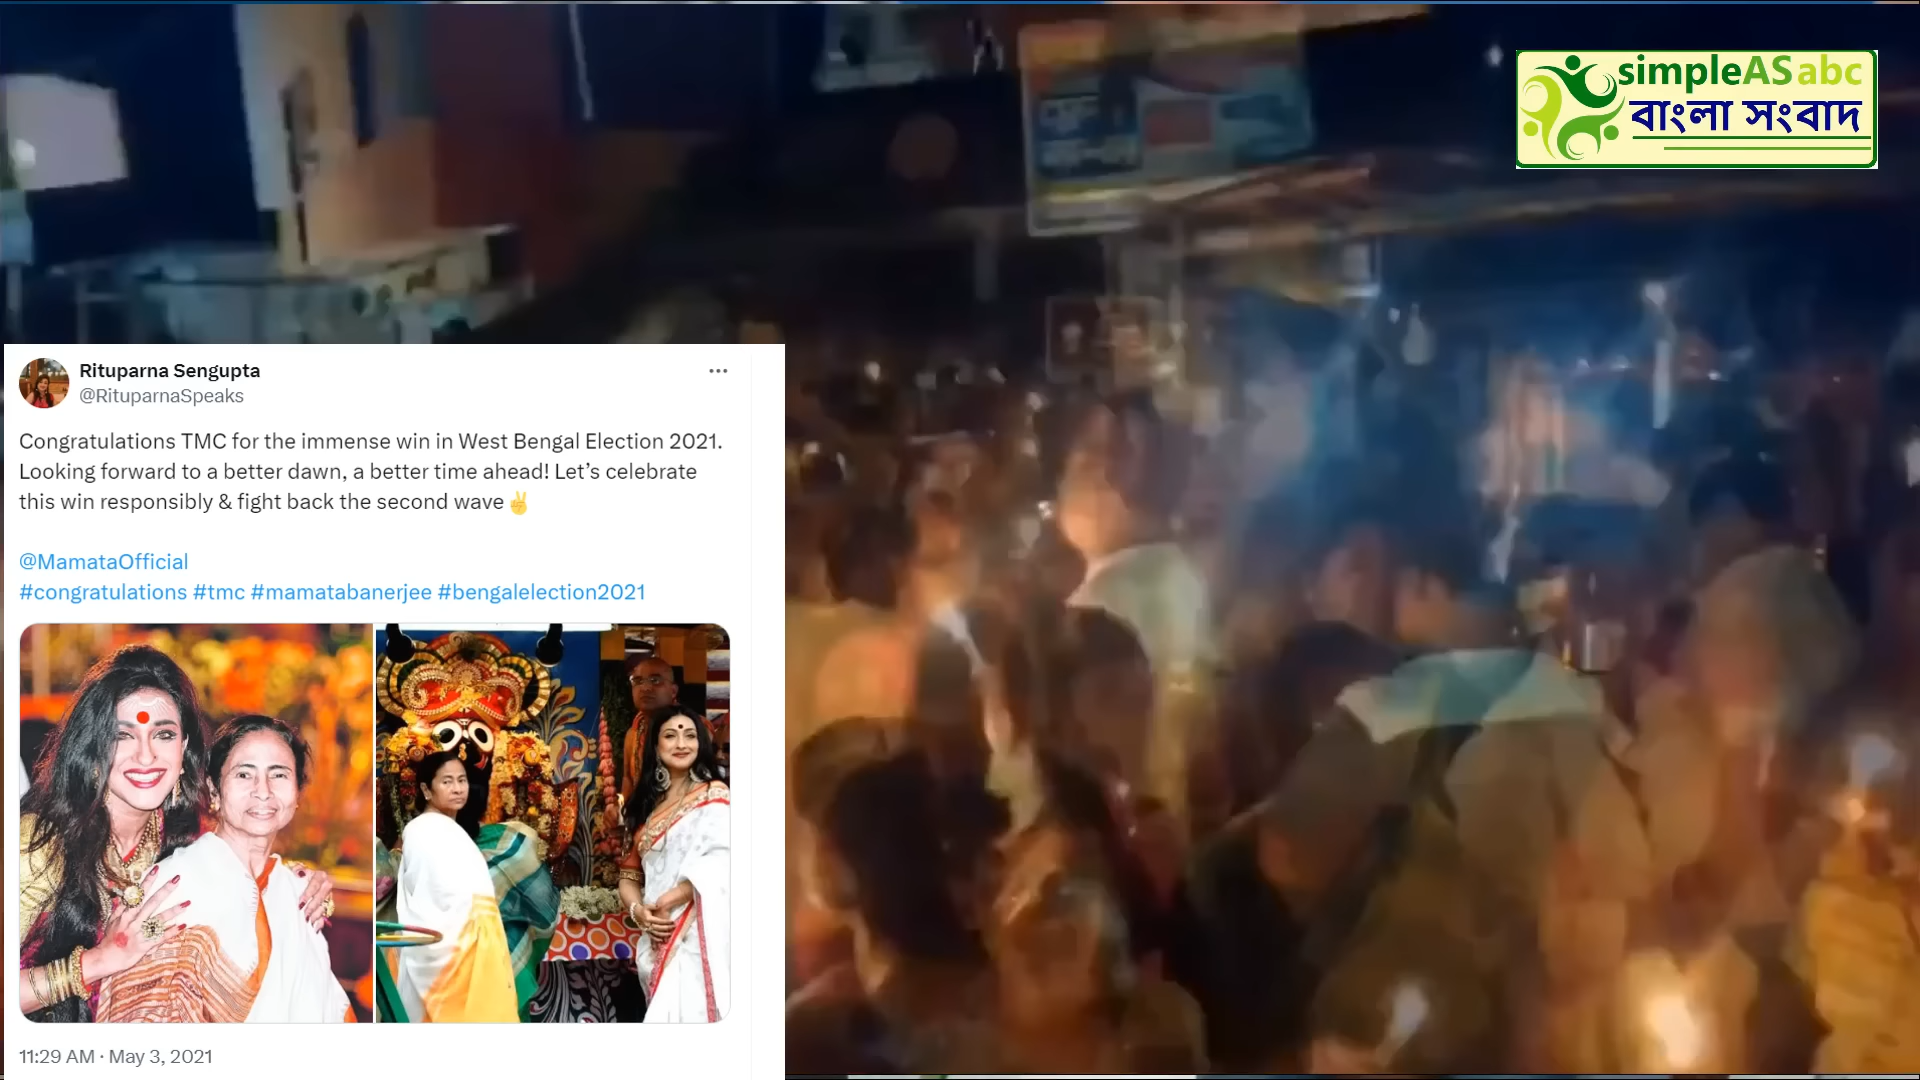 simpleASabc
বাংলা সংবাদ
Rituparna Sengupta
@RituparnaSpeaks
Congratulations TMC for the immense win in West Bengal Election 2021.
Looking forward to a better dawn, a better time ahead! Let’s celebrate
this win responsibly & fight back the second wave✌
@MamataOfficial
#congratulations #tmc #mamatabanerjee #bengalelection2021
11:29 AM · May 3, 2021